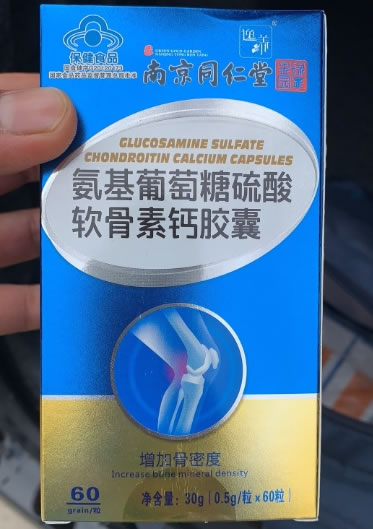 保健食品
南京同仁堂
GLUCOSAMINE SULFATE
CHONDROITIN CALCIUM CAPSULES
氨基葡萄糖硫酸
软骨素钙胶囊
增加骨密度
Increase bone mineral density
60
grain/粒
净含量：30g｜0.5g/粒x60粒｜